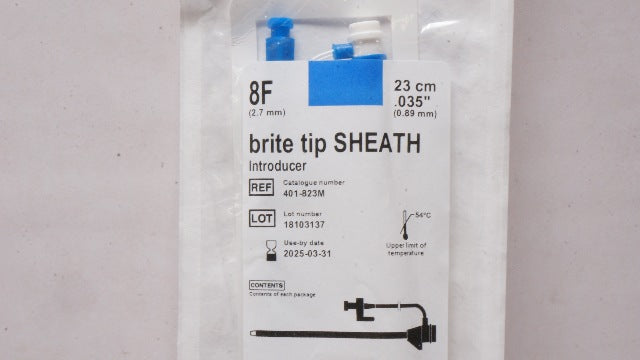 8F
(2.7 mm)
23 cm
.035"
(0.89 mm)
brite tip SHEATH
Introducer
REF
Catalogue number
401-823M
LOT
Lot number
18103137
Use-by date
2025-03-31
54°C
Upper limit of
temperature
CONTENTS
Contents of each package